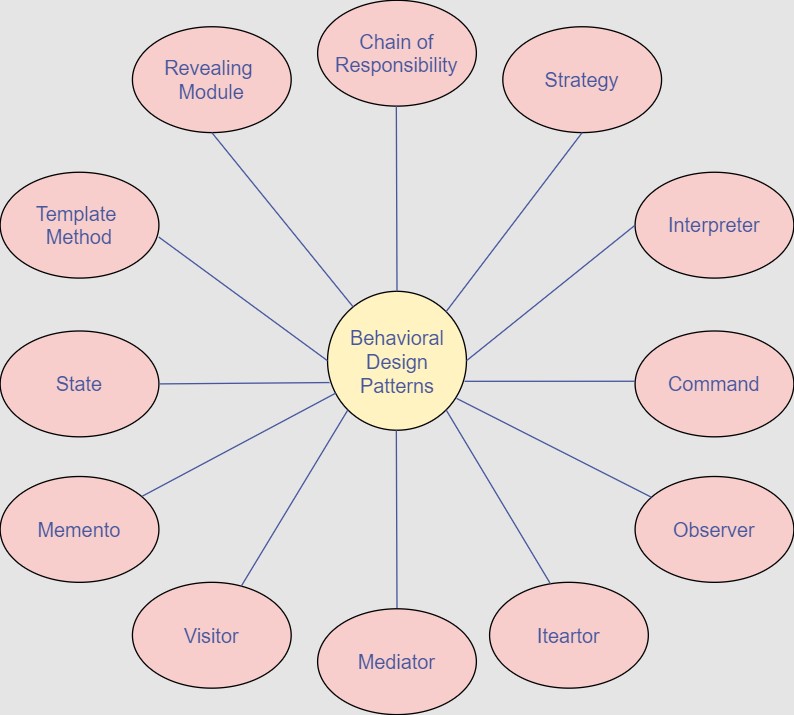 Chain of
Responsibility
Revealing
Module
Strategy
Template
Method
Interpreter
Behavioral
Design
Patterns
State
Command
Memento
Observer
Visitor
Iteartor
Mediator